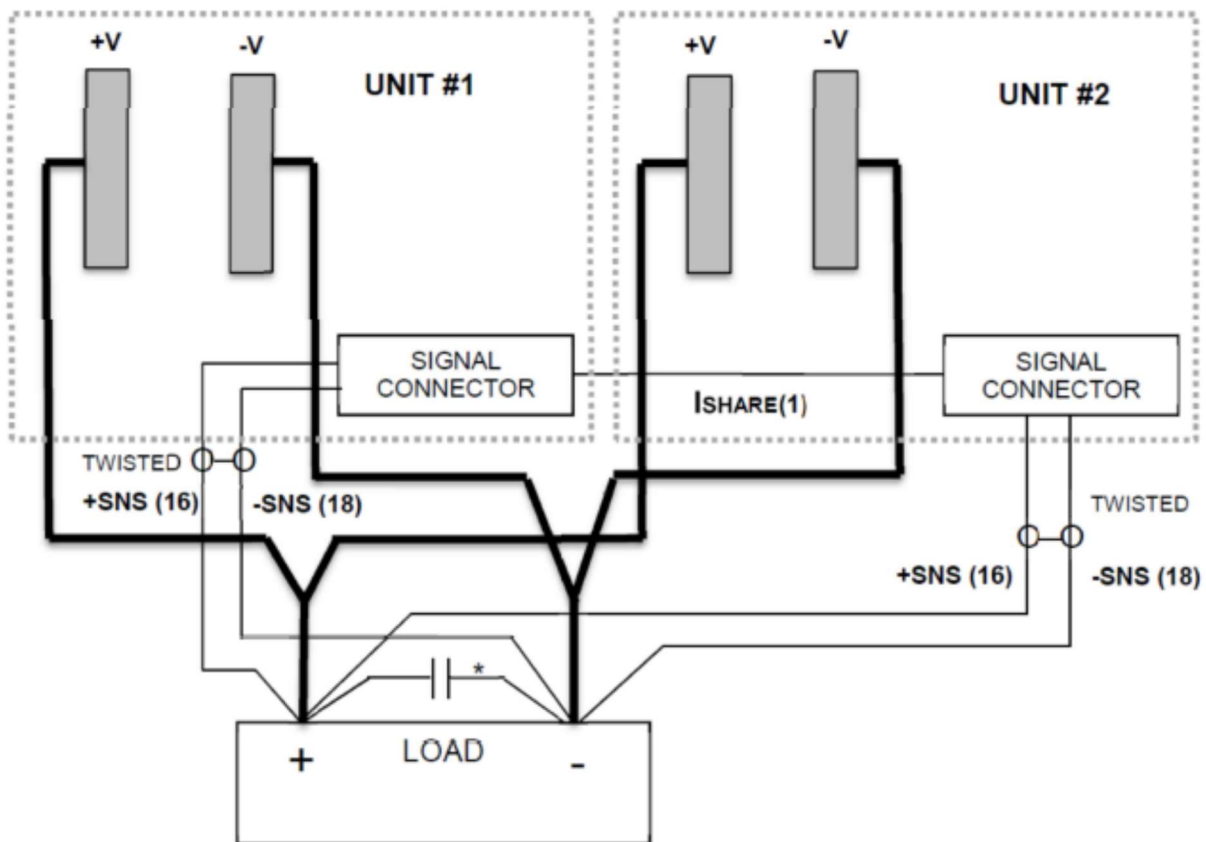 +V
-V
UNIT #1
+V
-V
UNIT #2
SIGNAL
CONNECTOR
ISHARE(1)
SIGNAL
CONNECTOR
TWISTED
+SNS (16)
-SNS (18)
TWISTED
+SNS (16)
-SNS (18)
*
+
LOAD
-